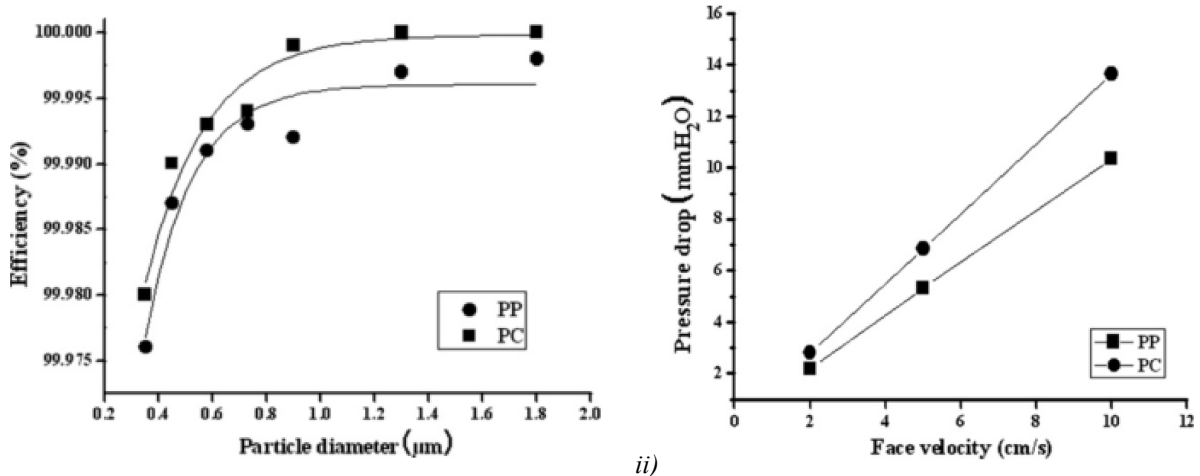 Efficiency (%)
100.000
99.995
99.990
99.985
99.980
99.975
PP
PC
0.2 0.4 0.6 0.8 1.0 1.2 1.4 1.6 1.8 2.0
Particle diameter (μm)
ii)
Pressure drop (mmH₂O)
16
14
12
10
8
6
4
2
PP
PC
0 2 4 6 8 10 12
Face velocity (cm/s)